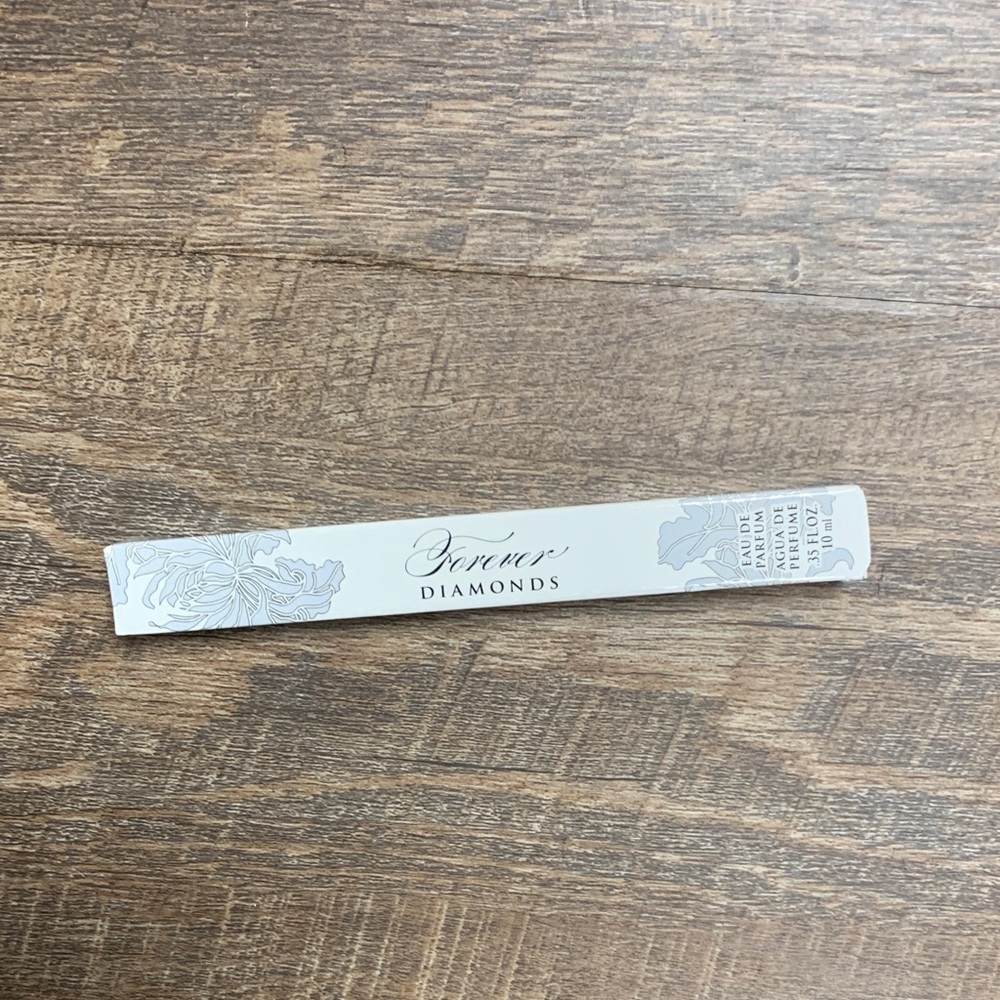 Forever
DIAMONDS
EAU DE
PARFUM
AGUA DE
PERFUME
.35 FL.OZ.
10 ml